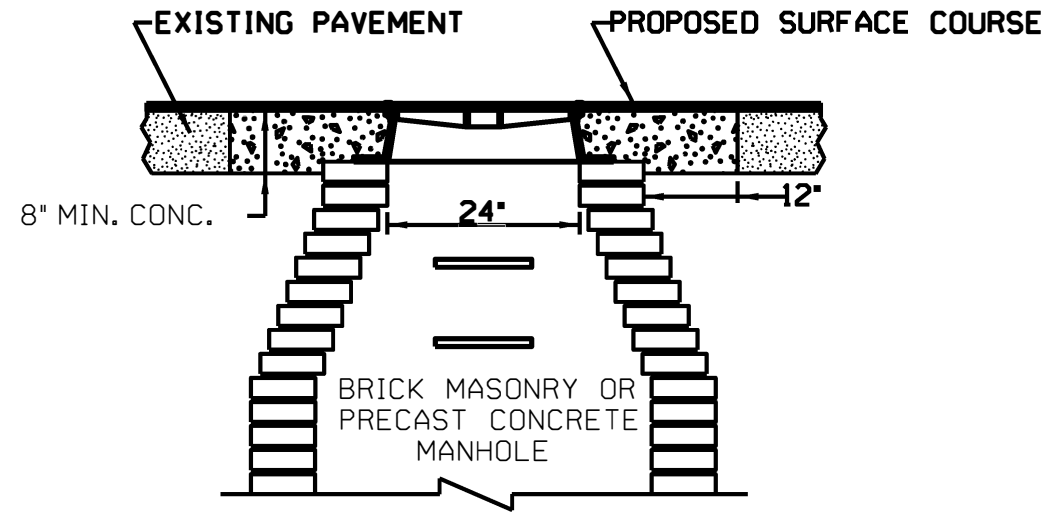 EXISTING PAVEMENT
PROPOSED SURFACE COURSE
8" MIN. CONC.
24"
12"
BRICK MASONRY OR
PRECAST CONCRETE
MANHOLE